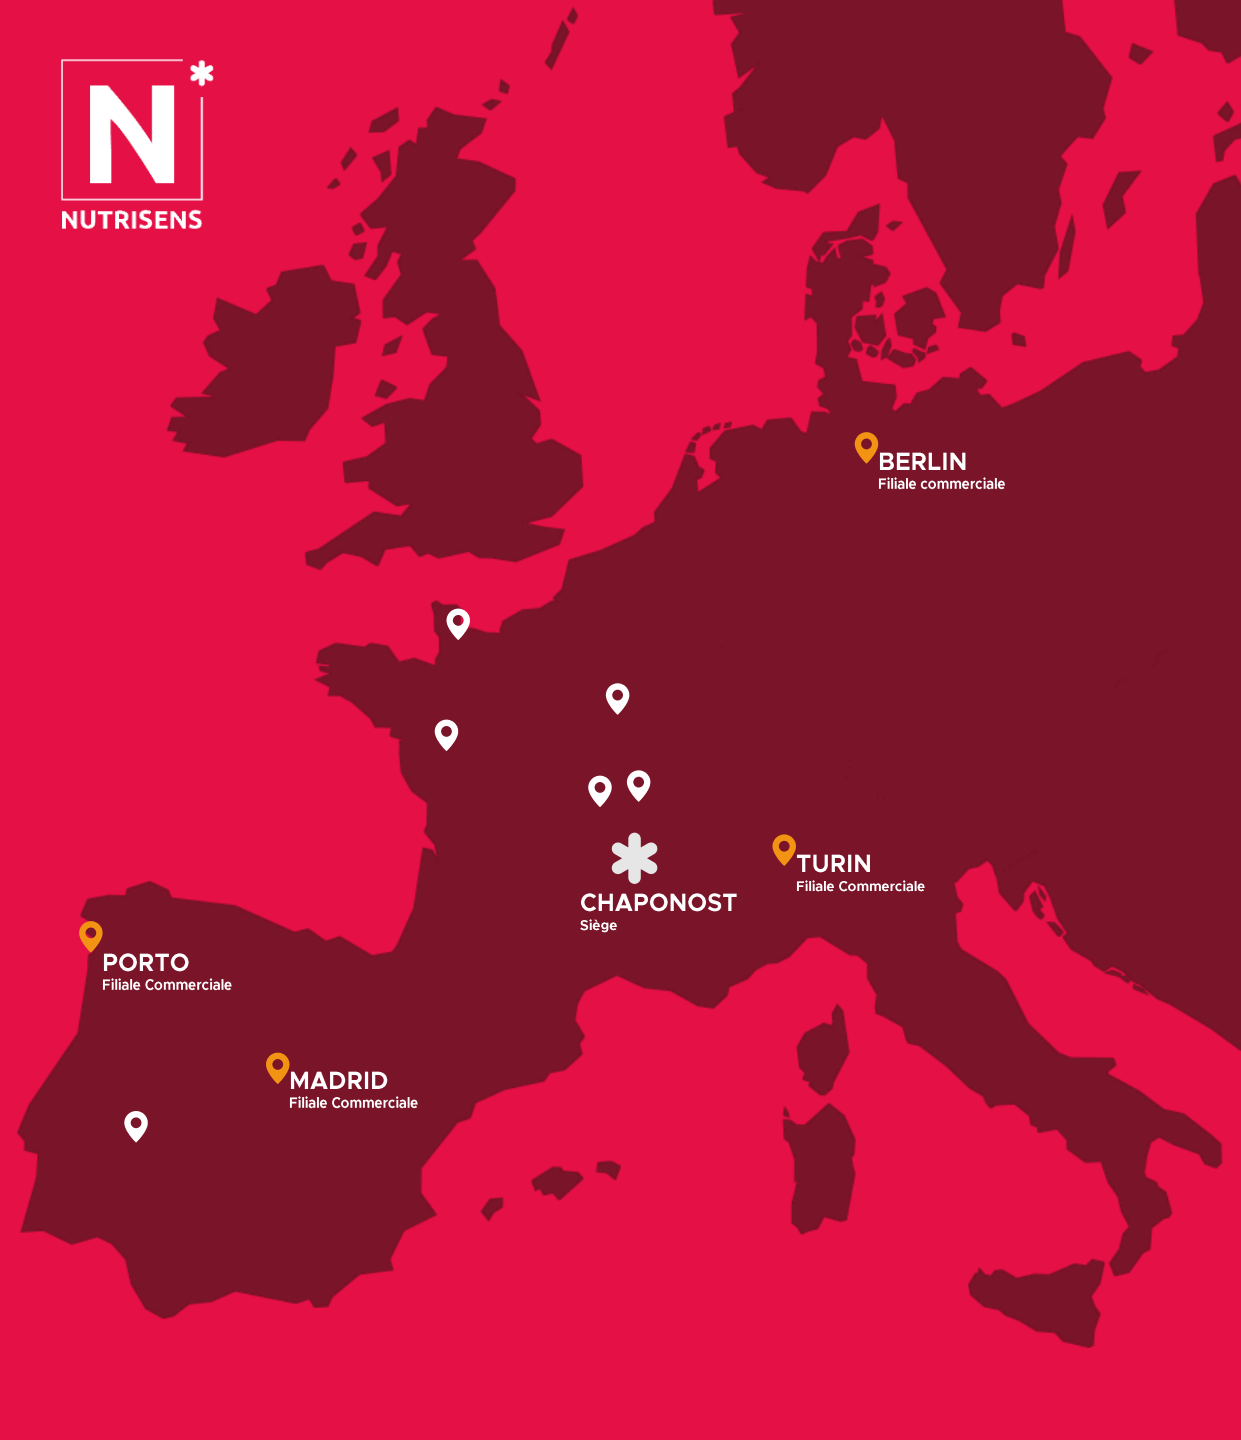 N*
NUTRISENS
BERLIN
Filiale commerciale
TURIN
Filiale Commerciale
CHAPONOST
Siège
PORTO
Filiale Commerciale
MADRID
Filiale Commerciale